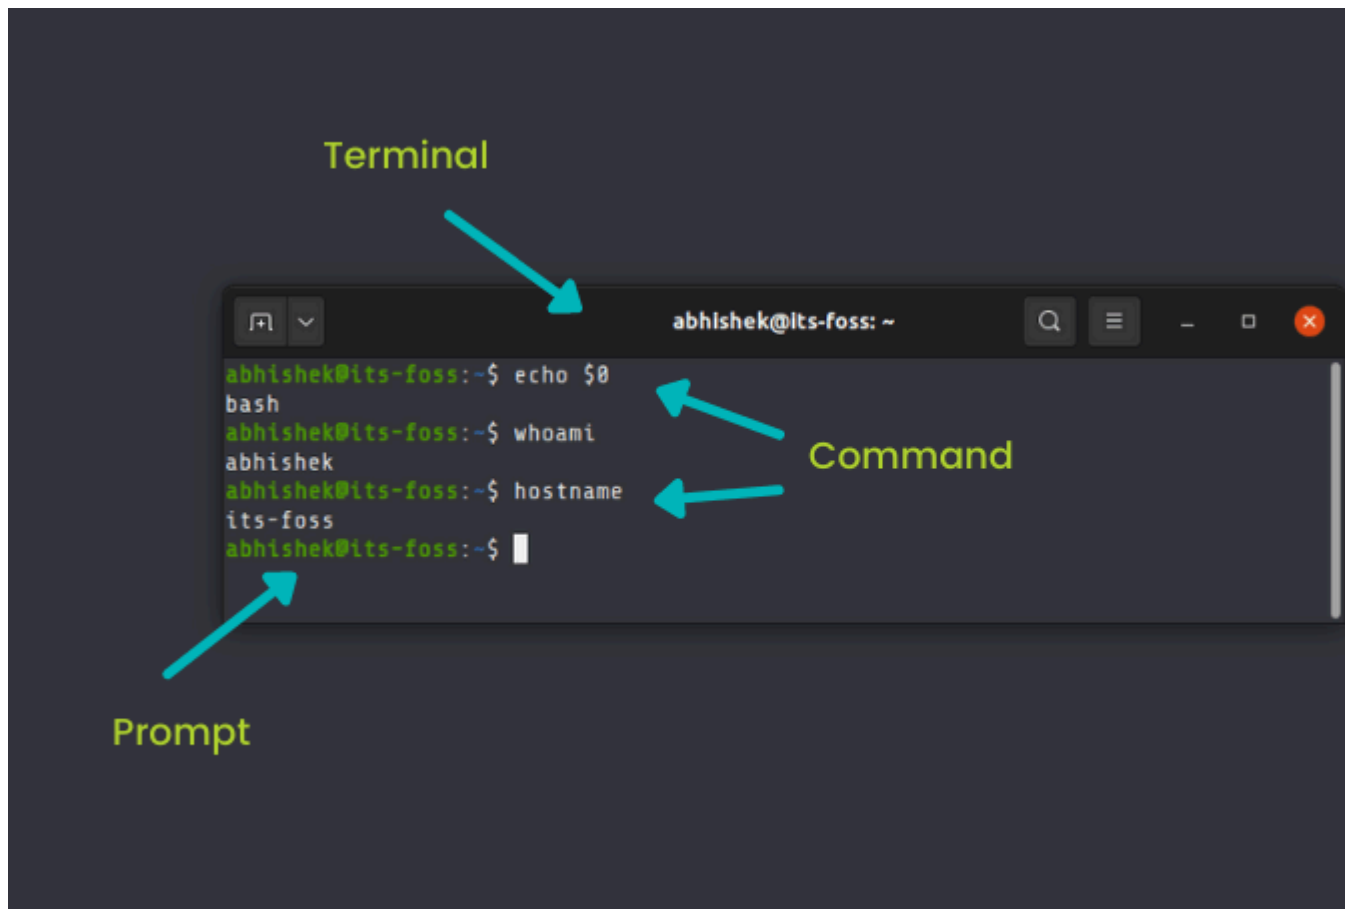 Terminal
abhishek@its-foss: ~
abhishek@its-foss:~$ echo $0
bash
abhishek@its-foss:~$ whoami
abhishek
Command
abhishek@its-foss:~$ hostname
its-foss
abhishek@its-foss:~$
Prompt